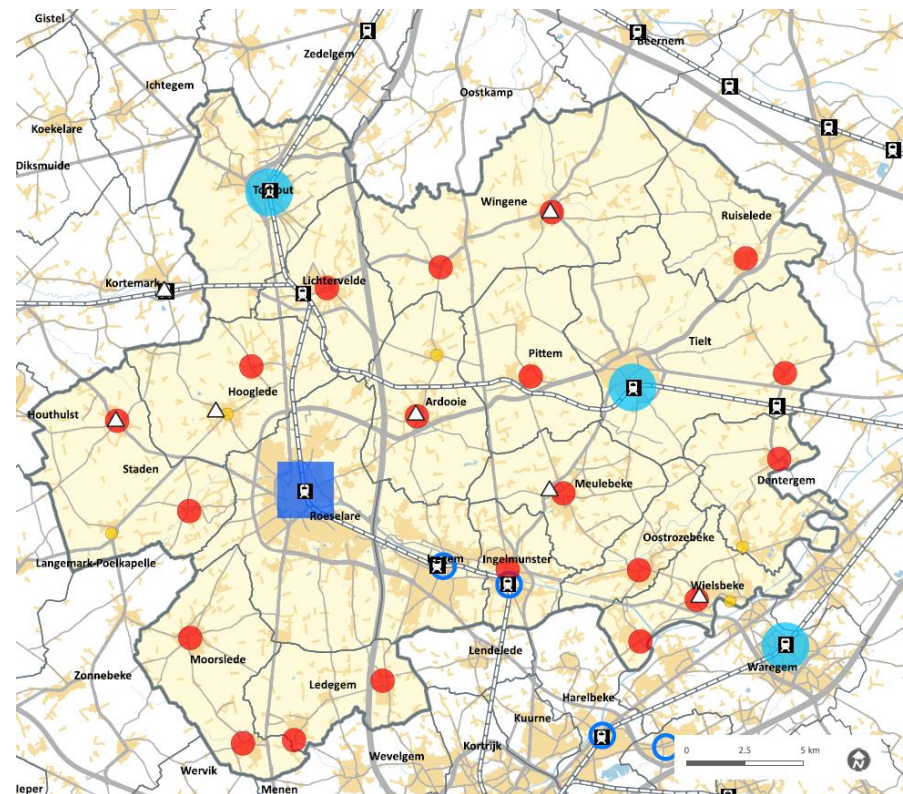 Gistel
Zedelgem
Beernem
Ichtegem
Oostkamp
Koekelare
Diksmuide
Torhout
Wingene
Ruiselede
Kortemark
Lichtervelde
Tielt
Pittem
Hooglede
Ardooie
Houthulst
Staden
Meulebeke
Dentergem
Roeselare
Oostrozebeke
Langemark-Poelkapelle
Izegem
Ingelmunster
Wielsbeke
Moorslede
Lendelede
Waregem
Zonnebeke
Ledegem
Harelbeke
Kuurne
Kortrijk
Wevelgem
Wervik
Menen
Ieper
0 2.5 5 km
N